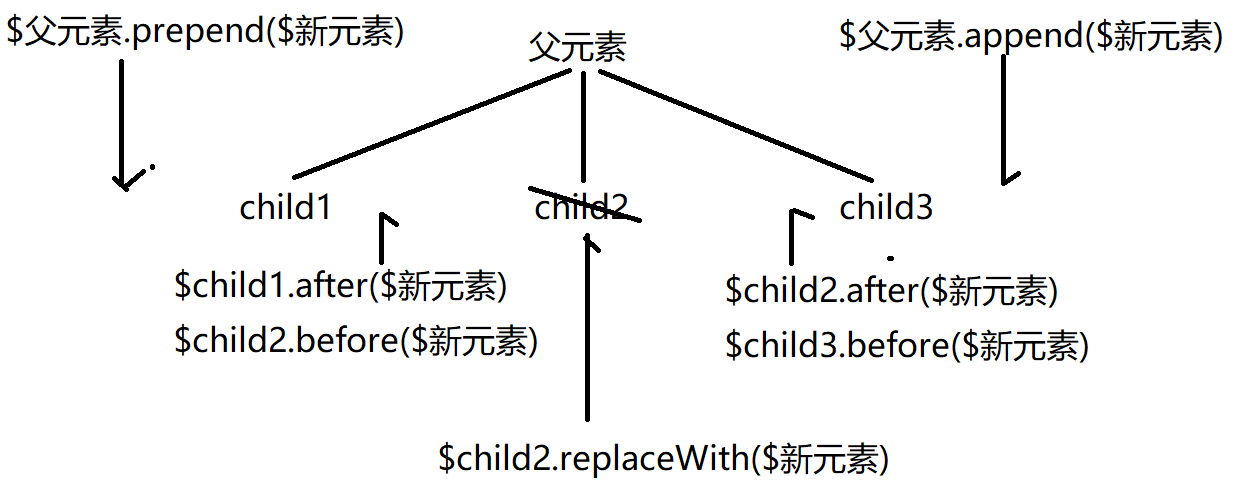 $父元素.prepend($新元素)
父元素
$父元素.append($新元素)
child1
child2
child3
$child1.after($新元素)
$child2.before($新元素)
$child2.after($新元素)
$child3.before($新元素)
$child2.replaceWith($新元素)